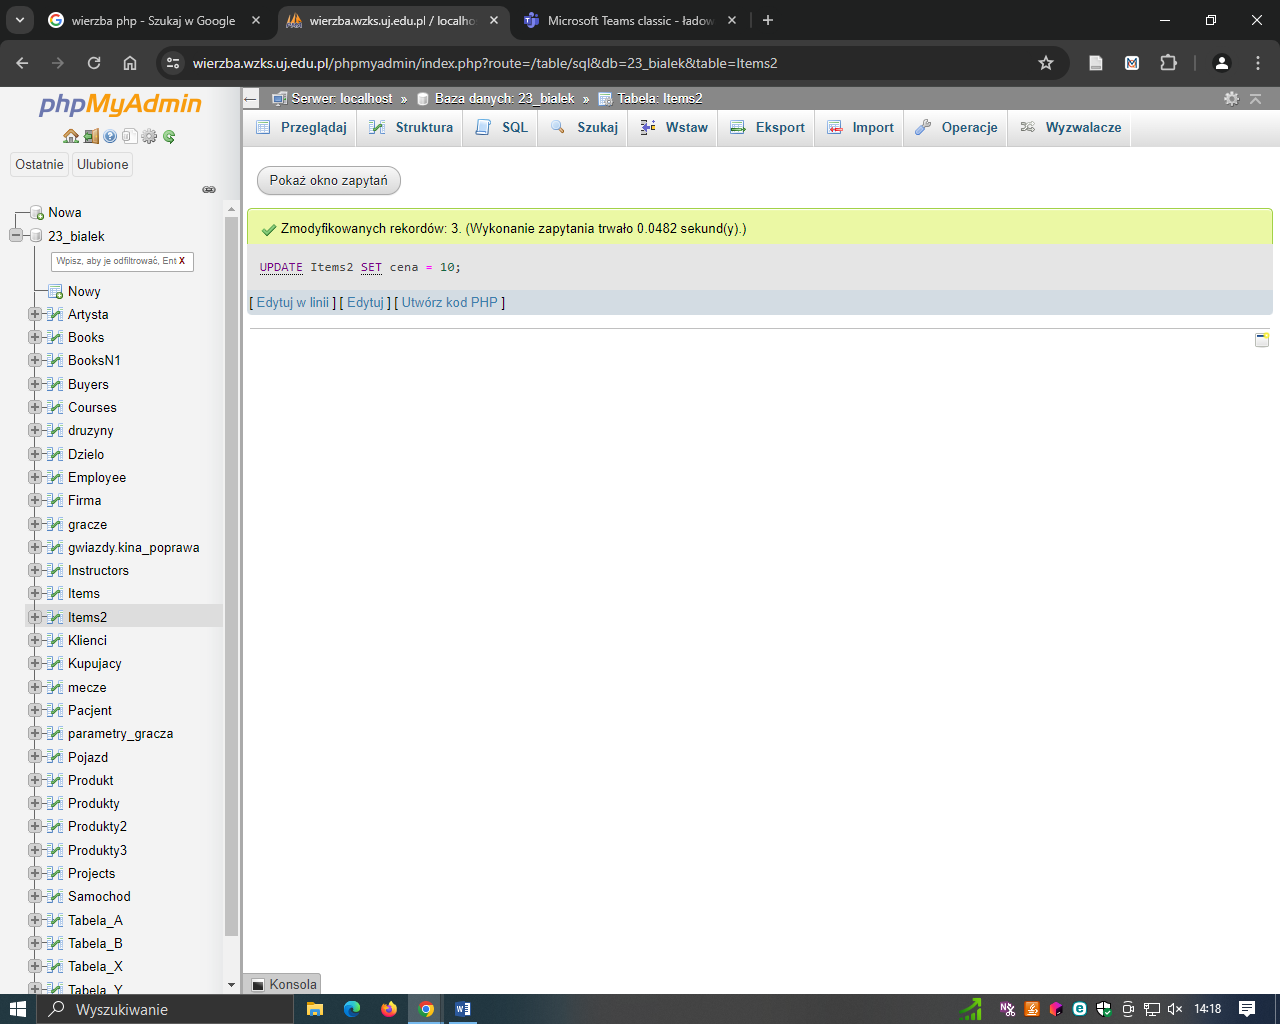 wierzba php - Szukaj w Google
wierzba.wzks.uj.edu.pl / localho
Microsoft Teams classic - ładow
wierzba.wzks.uj.edu.pl/phpmyadmin/index.php?route=/table/sql&db=23_bialek&table=Items2
phpMyAdmin
Ostatnie
Ulubione
Nowa
23_bialek
Wpisz, aby je odfiltrować, Ent X
Nowy
Artysta
Books
BooksN1
Buyers
Courses
druzyny
Dzielo
Employee
Firma
gracze
gwiazdy.kina_poprawa
Instructors
Items
Items2
Klienci
Kupujacy
mecze
Pacjent
parametry_gracza
Pojazd
Produkt
Produkty
Produkty2
Produkty3
Projects
Samochod
Tabela_A
Tabela_B
Tabela_X
Tabela_Y
Serwer: localhost » Baza danych: 23_bialek » Tabela: Items2
Przeglądaj Struktura SQL Szukaj Wstaw Eksport Import Operacje Wyzwalacze
Pokaż okno zapytań
Zmodyfikowanych rekordów: 3. (Wykonanie zapytania trwało 0.0482 sekund(y).)
UPDATE Items2 SET cena = 10;
[ Edytuj w linii ] [ Edytuj ] [ Utwórz kod PHP ]
Konsola
Wyszukiwanie
14:18